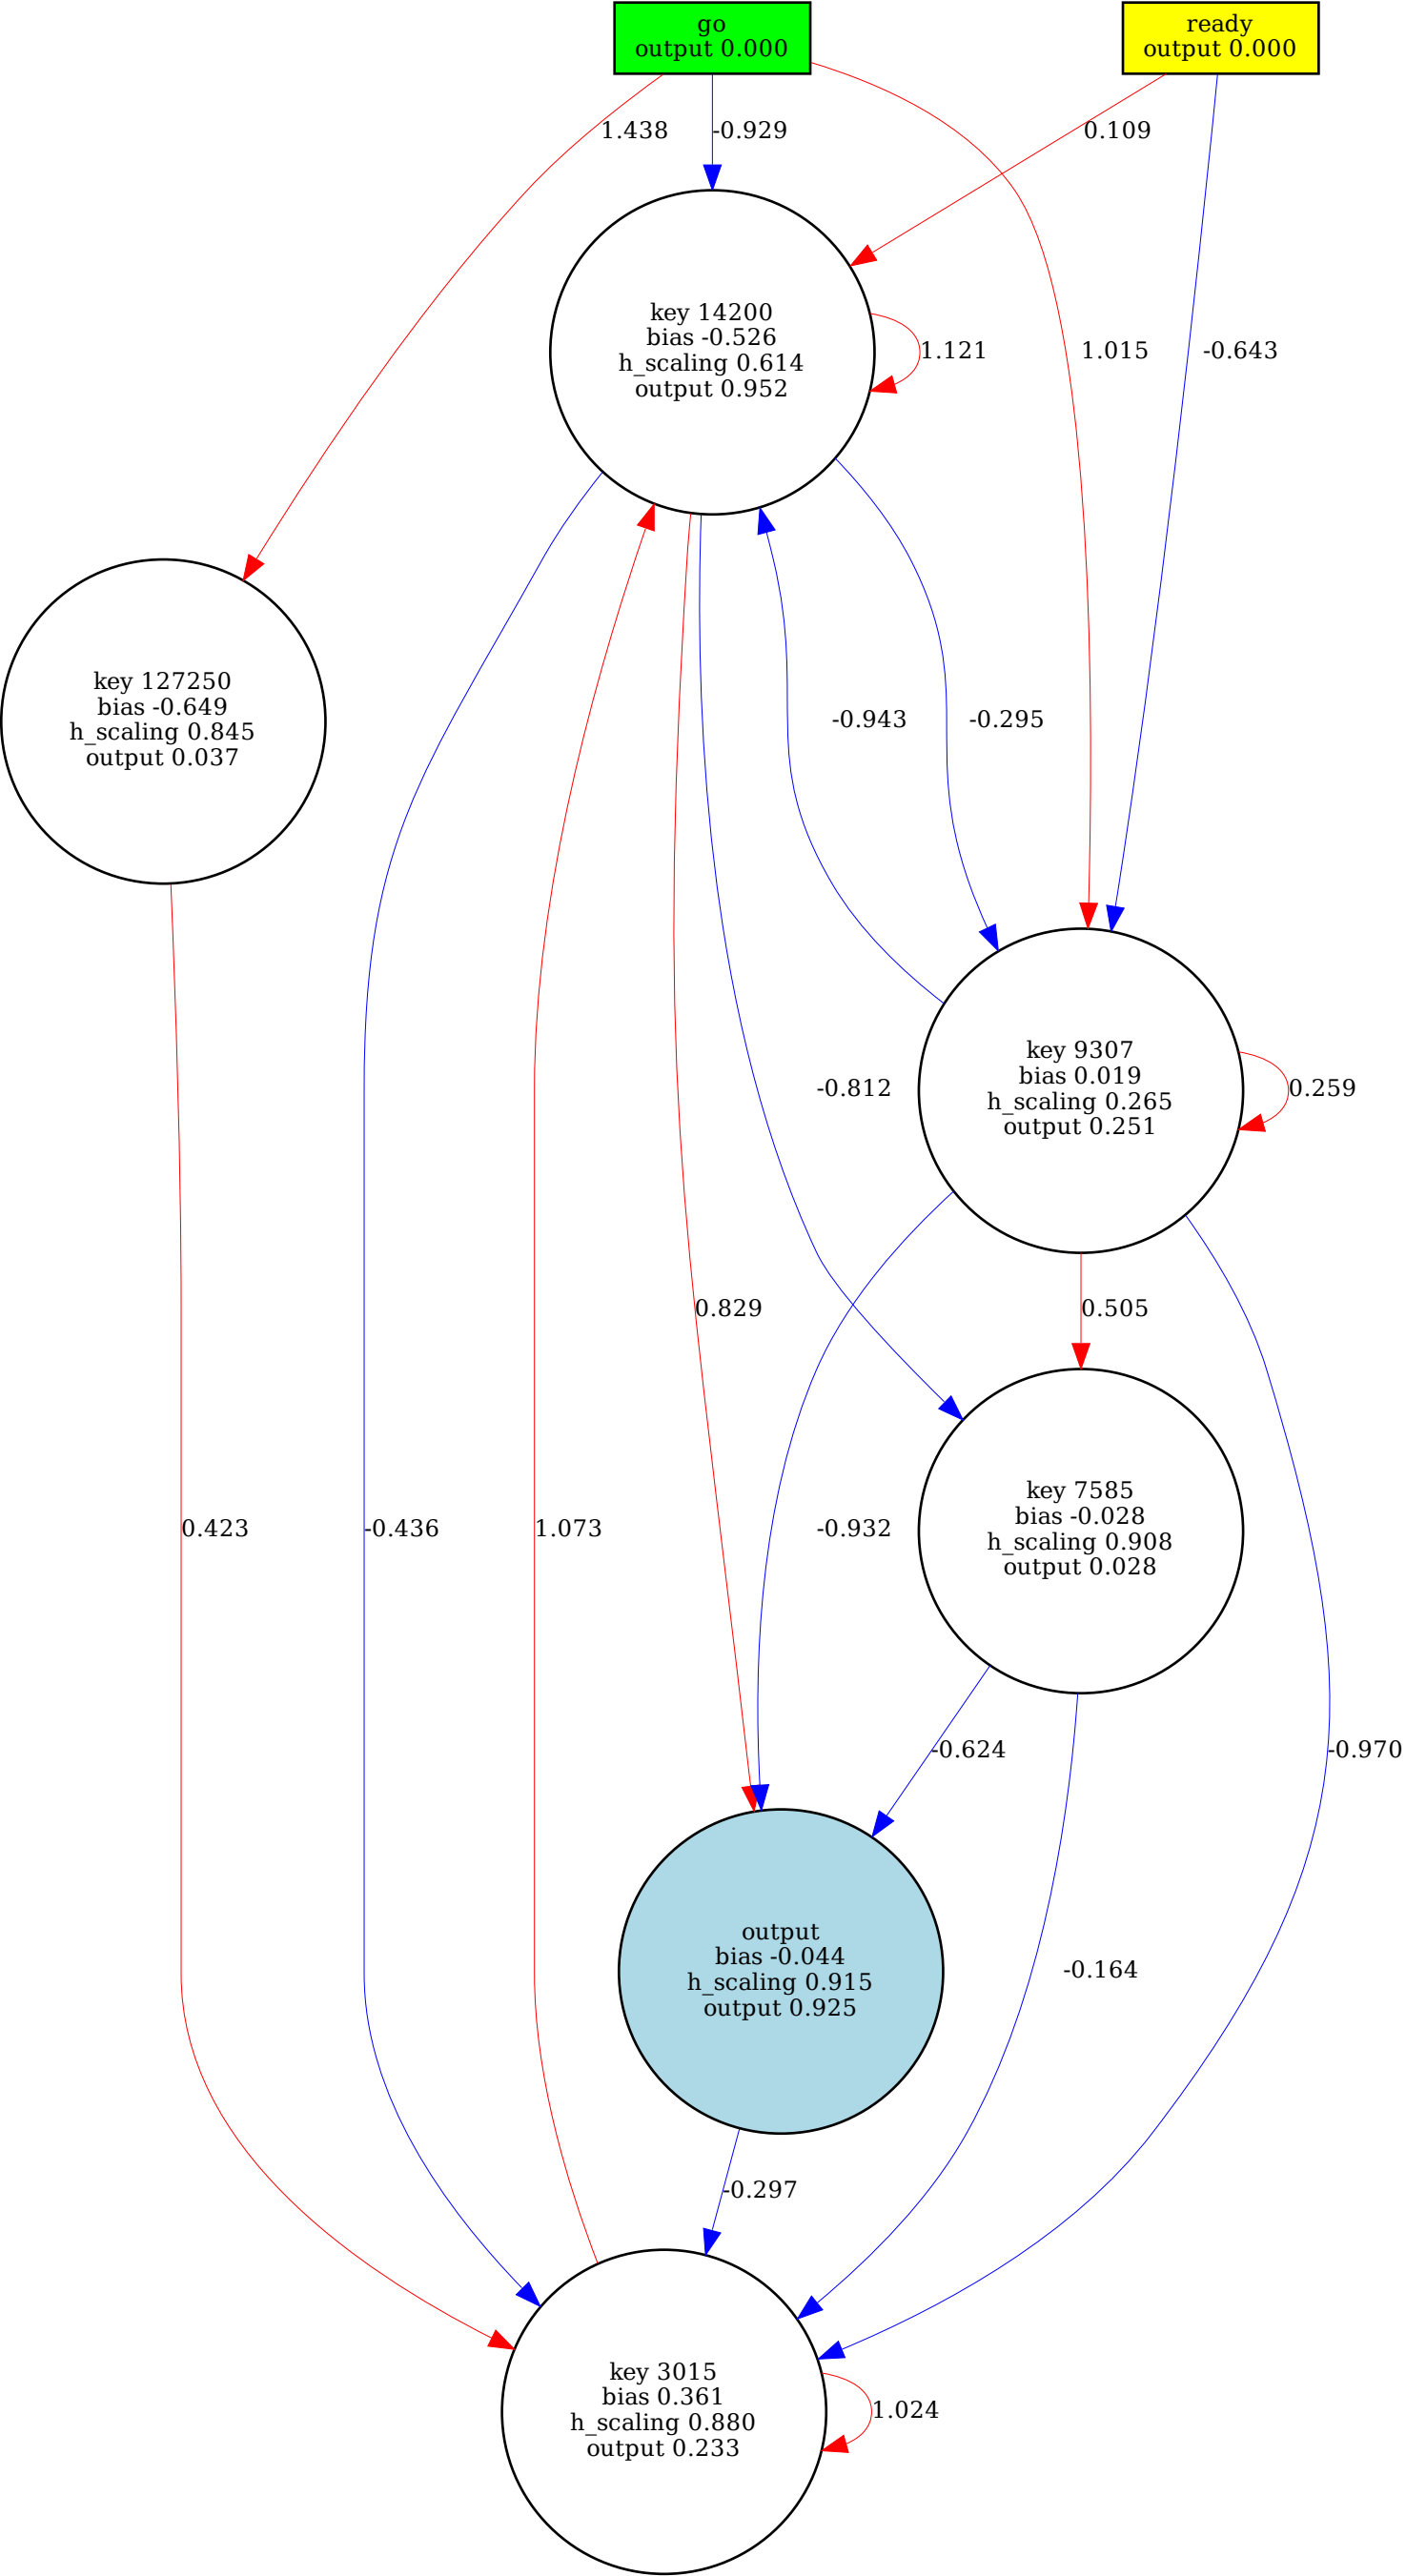 go
output 0.000
ready
output 0.000
1.438
-0.929
0.109
key 14200
bias -0.526
h_scaling 0.614
output 0.952
1.121
1.015
-0.643
key 127250
bias -0.649
h_scaling 0.845
output 0.037
-0.943
-0.295
key 9307
bias 0.019
h_scaling 0.265
output 0.251
-0.812
0.259
0.829
0.505
key 7585
bias -0.028
h_scaling 0.908
output 0.028
0.423
-0.436
1.073
-0.932
-0.624
-0.970
output
bias -0.044
h_scaling 0.915
output 0.925
-0.164
-0.297
key 3015
bias 0.361
h_scaling 0.880
output 0.233
1.024